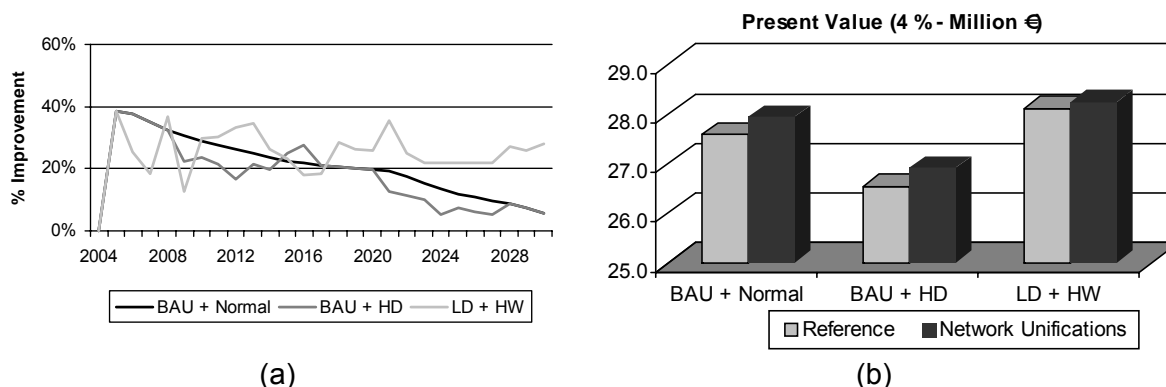 60%
40%
20%
0%
% Improvement
2004 2008 2012 2016 2020 2024 2028
BAU + Normal BAU + HD LD + HW
(a)
Present Value (4 % - Million €)
29.0
28.0
27.0
26.0
25.0
BAU + Normal BAU + HD LD + HW
Reference Network Unifications
(b)